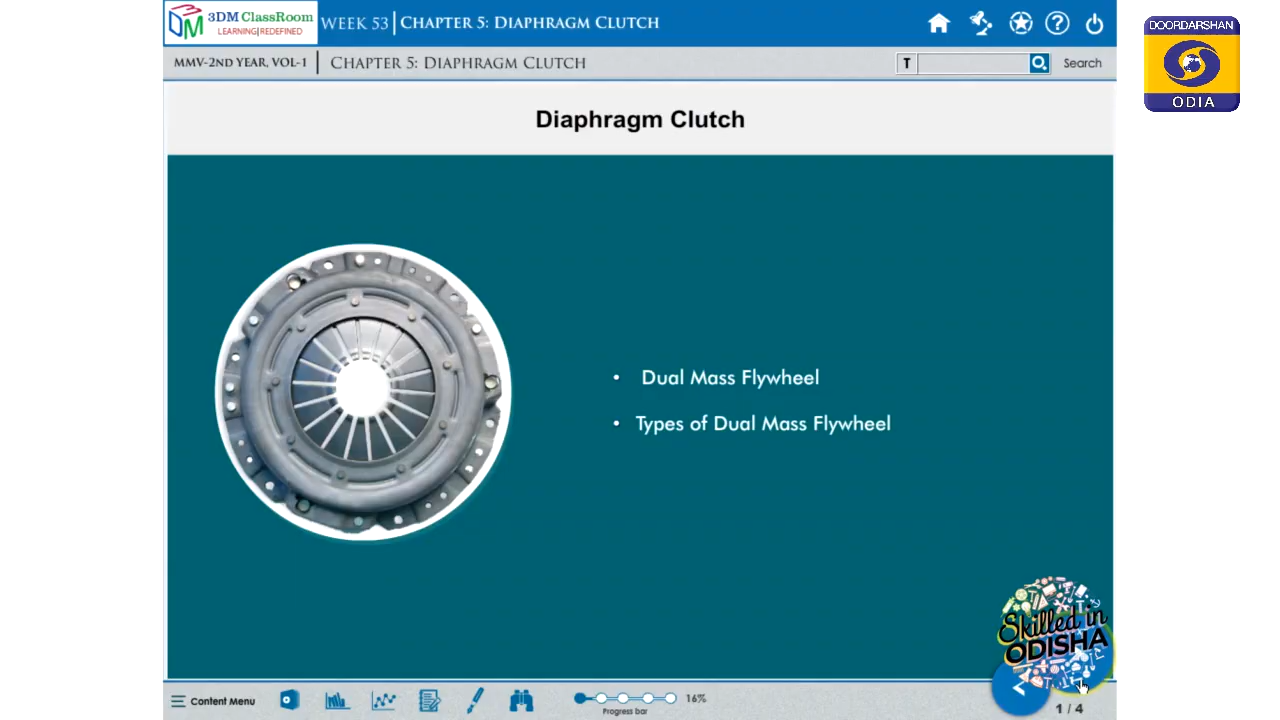 3DM ClassRoom
LEARNING|REDEFINED
WEEK 53 | CHAPTER 5: DIAPHRAGM CLUTCH
DOORDARSHAN
ODIA
MMV-2ND YEAR, VOL-1 | CHAPTER 5: DIAPHRAGM CLUTCH
T
Search
Diaphragm Clutch
• Dual Mass Flywheel
• Types of Dual Mass Flywheel
Skilled in
ODISHA
Content Menu
Progress bar
16%
1 / 4